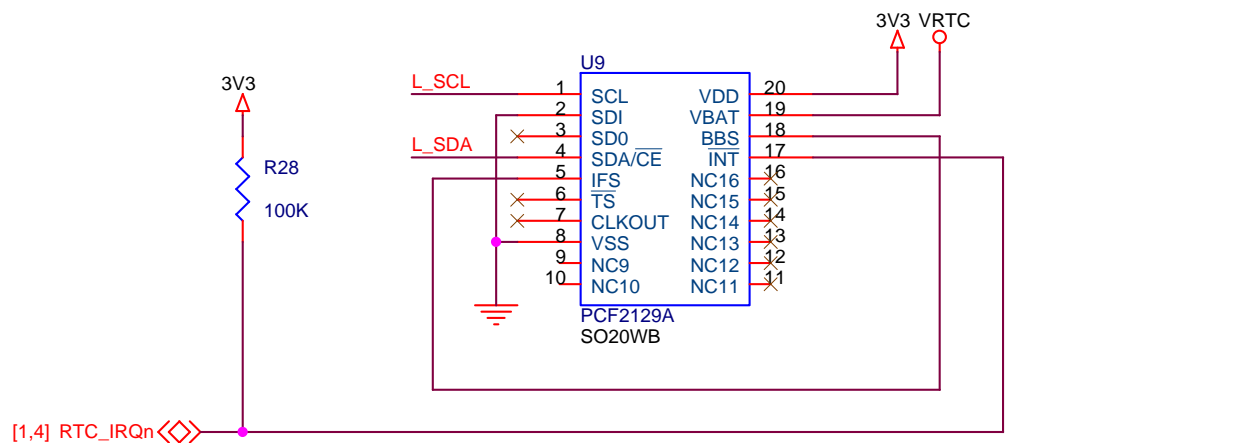 3V3 VRTC
U9
3V3
L_SCL 1 SCL VDD 20
2 SDI VBAT 19
3 SD0 BBS 18
L_SDA 4 SDA/CE INT 17
R28
5 IFS NC16 16
6 TS NC15 15
100K
7 CLKOUT NC14 14
8 VSS NC13 13
9 NC9 NC12 12
10 NC10 NC11 11
PCF2129A
SO20WB
[1,4] RTC_IRQn